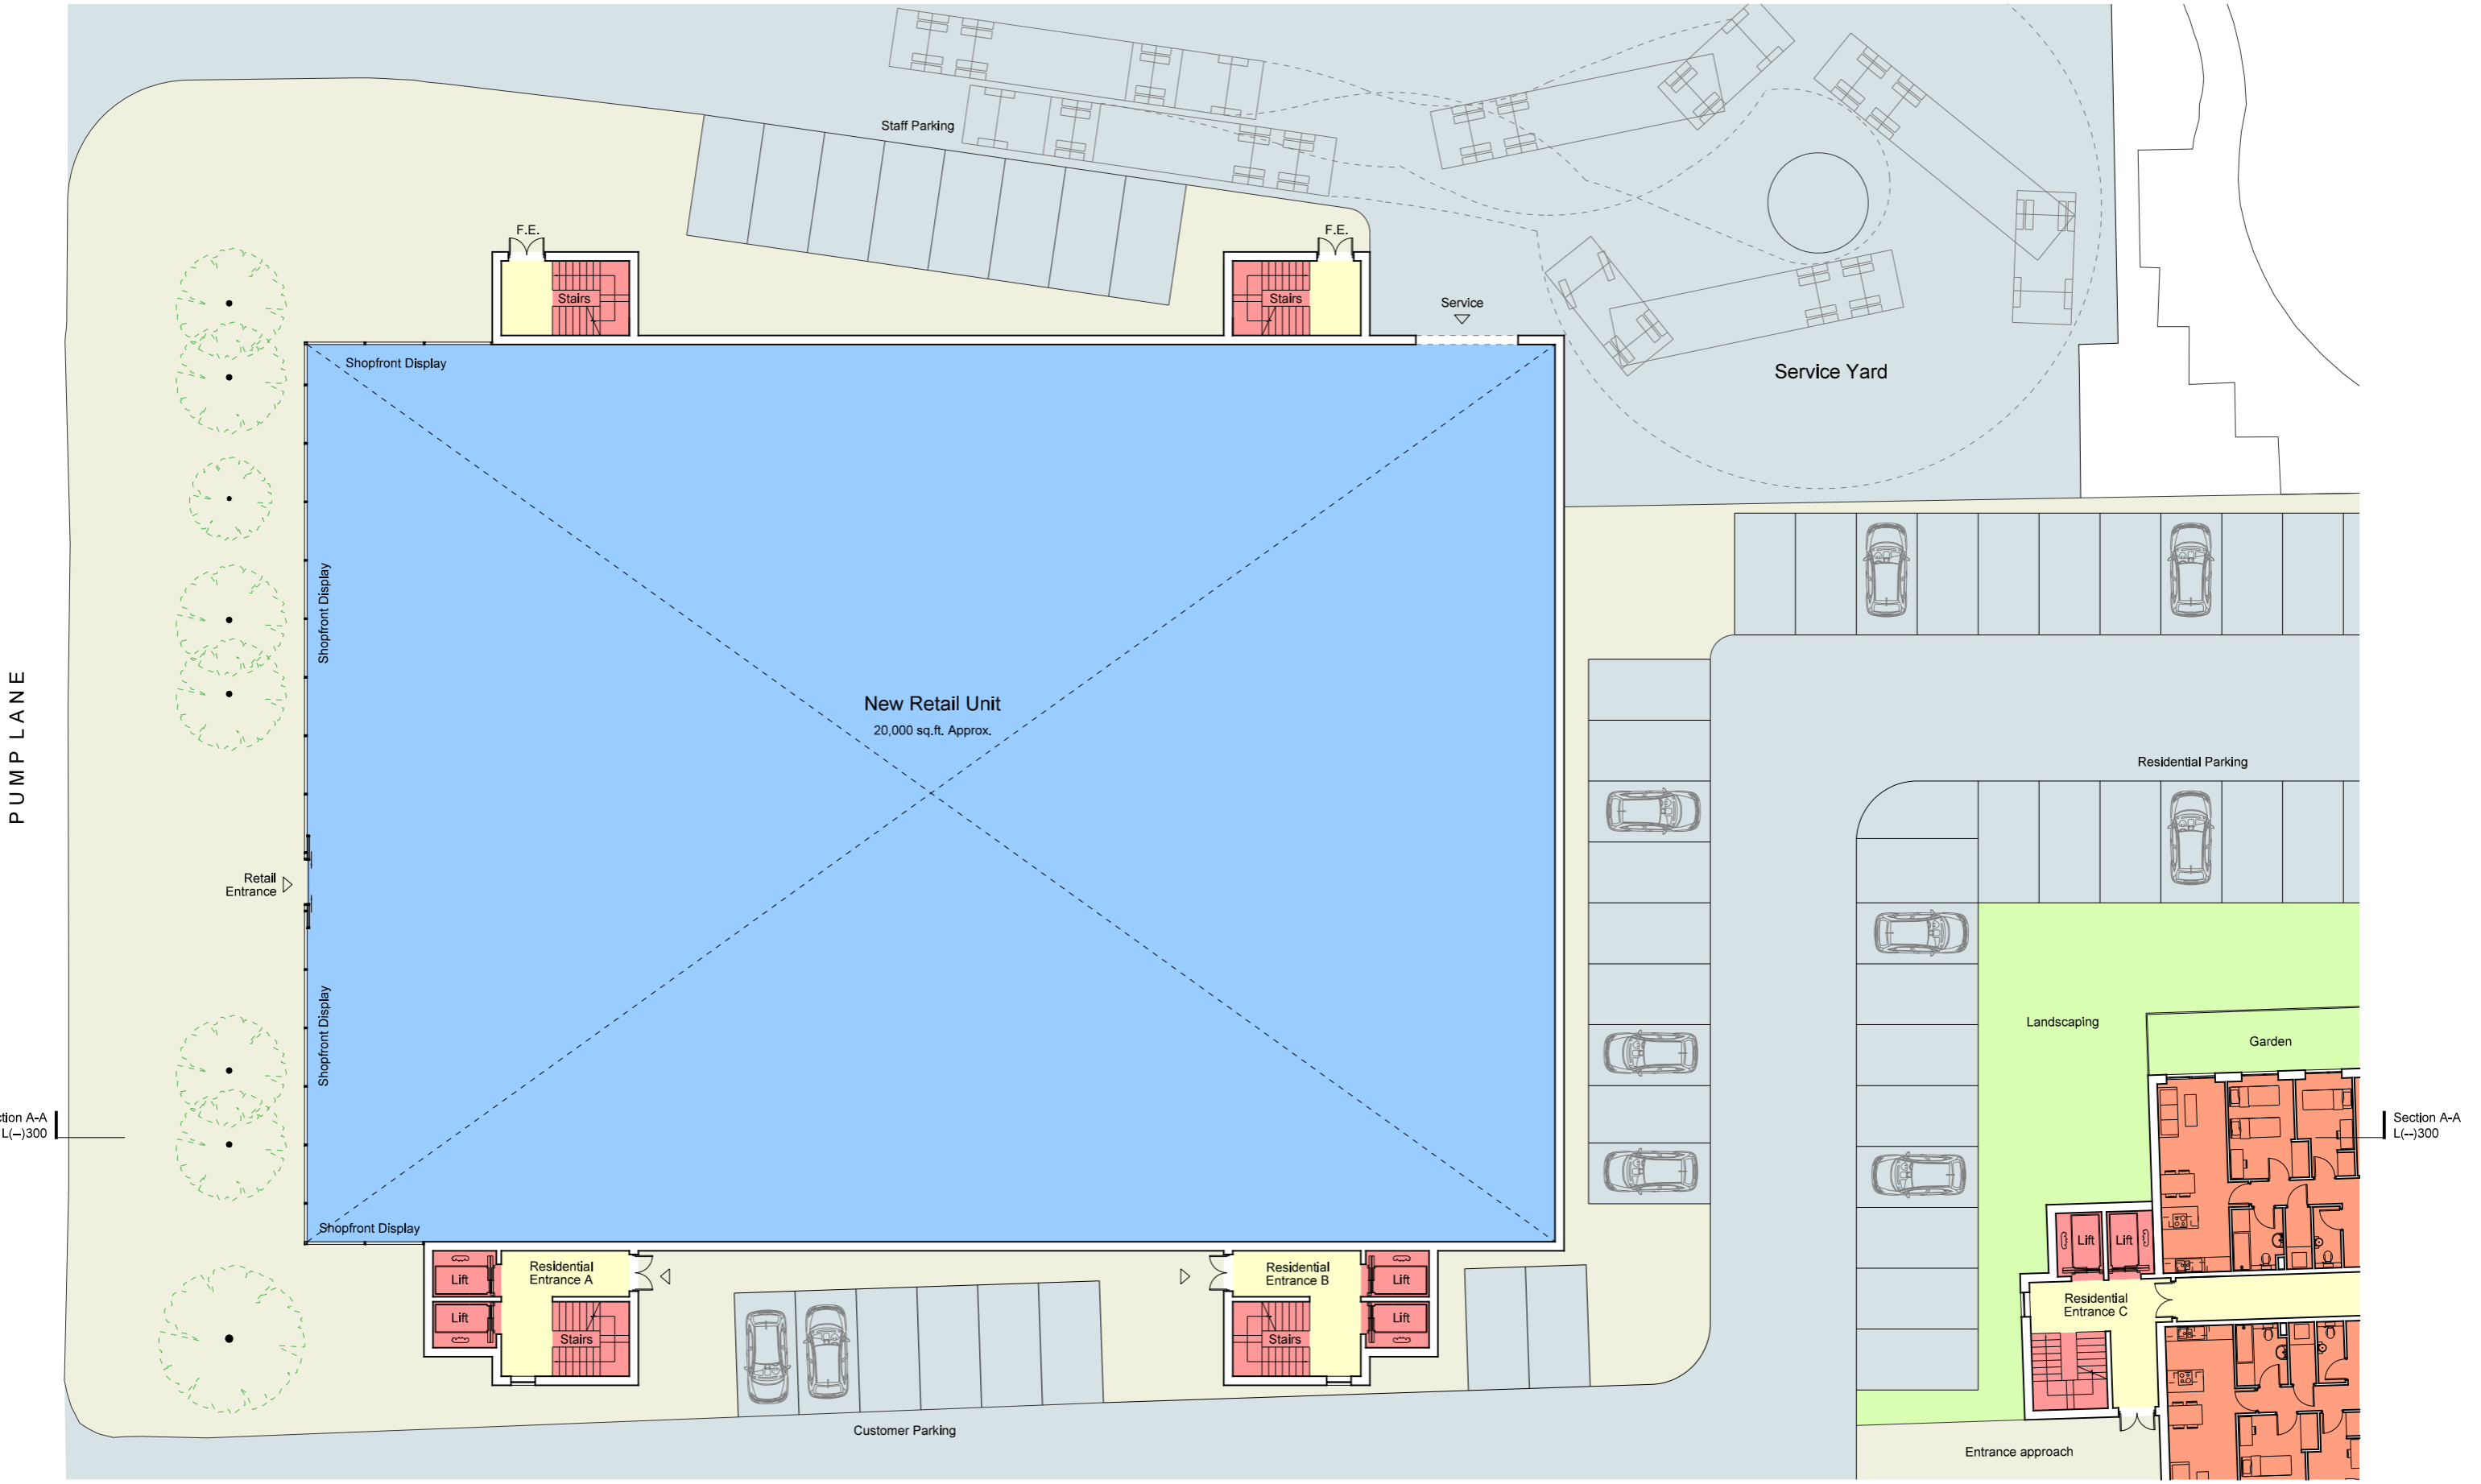 Staff Parking
F.E.
F.E.
Stairs
Stairs
Service
Service Yard
Shopfront Display
Shopfront Display
PUMP LANE
New Retail Unit
20,000 sq.ft. Approx.
Residential Parking
Retail
Entrance
Shopfront Display
Landscaping
Garden
ction A-A
L(--)300
Section A-A
L(--)300
Shopfront Display
Lift
Lift
Residential
Entrance A
Stairs
Residential
Entrance B
Stairs
Lift
Lift
Lift
Lift
Residential
Entrance C
Customer Parking
Entrance approach